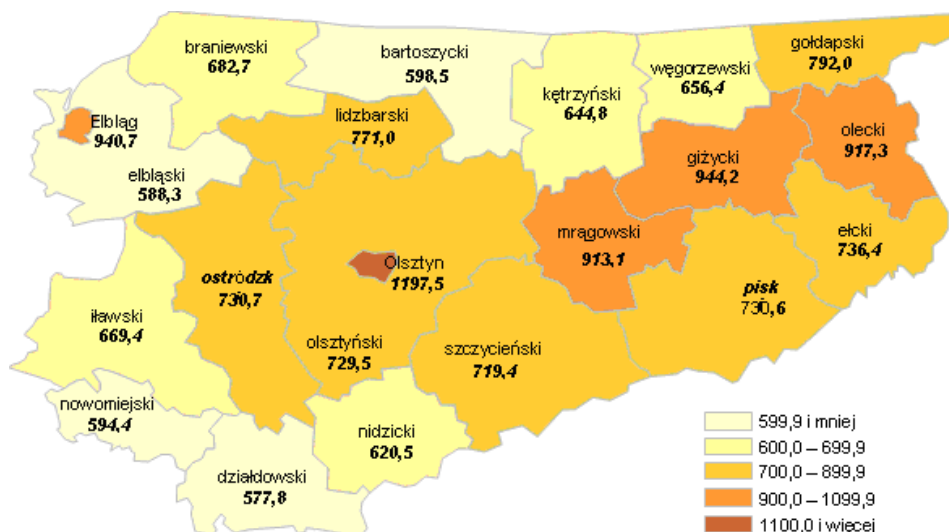 braniewski
682,7
bartoszycki
598,5
gołdapski
792,0
węgorzewski
656,4
kętrzyński
644,8
Elbląg
940,7
lidzbarski
771,0
olecki
917,3
giżycki
944,2
elbląski
588,3
mrągowski
913,1
ełcki
736,4
ostródzk
730,7
Olsztyn
1197,5
pisk
730,6
iławski
669,4
olsztyński
729,5
szczycieński
719,4
nowomiejski
594,4
nidzicki
620,5
działdowski
577,8
599,9 i mniej
600,0 – 699,9
700,0 – 899,9
900,0 – 1099,9
1100,0 i więcej